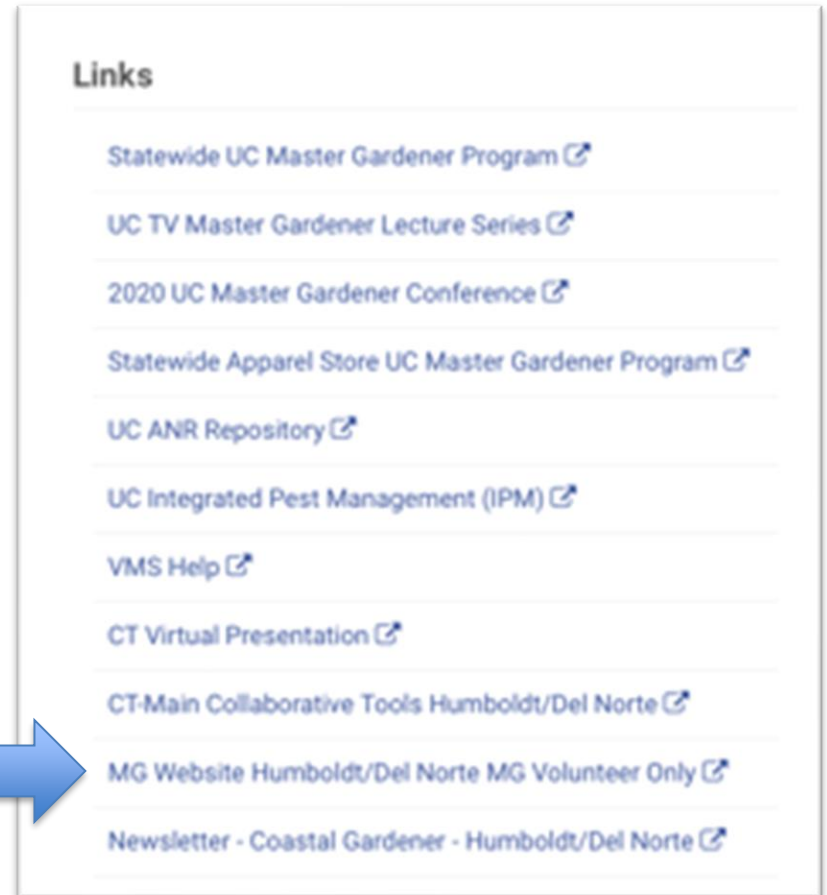 Links
Statewide UC Master Gardener Program
UC TV Master Gardener Lecture Series
2020 UC Master Gardener Conference
Statewide Apparel Store UC Master Gardener Program
UC ANR Repository
UC Integrated Pest Management (IPM)
VMS Help
CT Virtual Presentation
CT-Main Collaborative Tools Humboldt/Del Norte
MG Website Humboldt/Del Norte MG Volunteer Only
Newsletter - Coastal Gardener - Humboldt/Del Norte